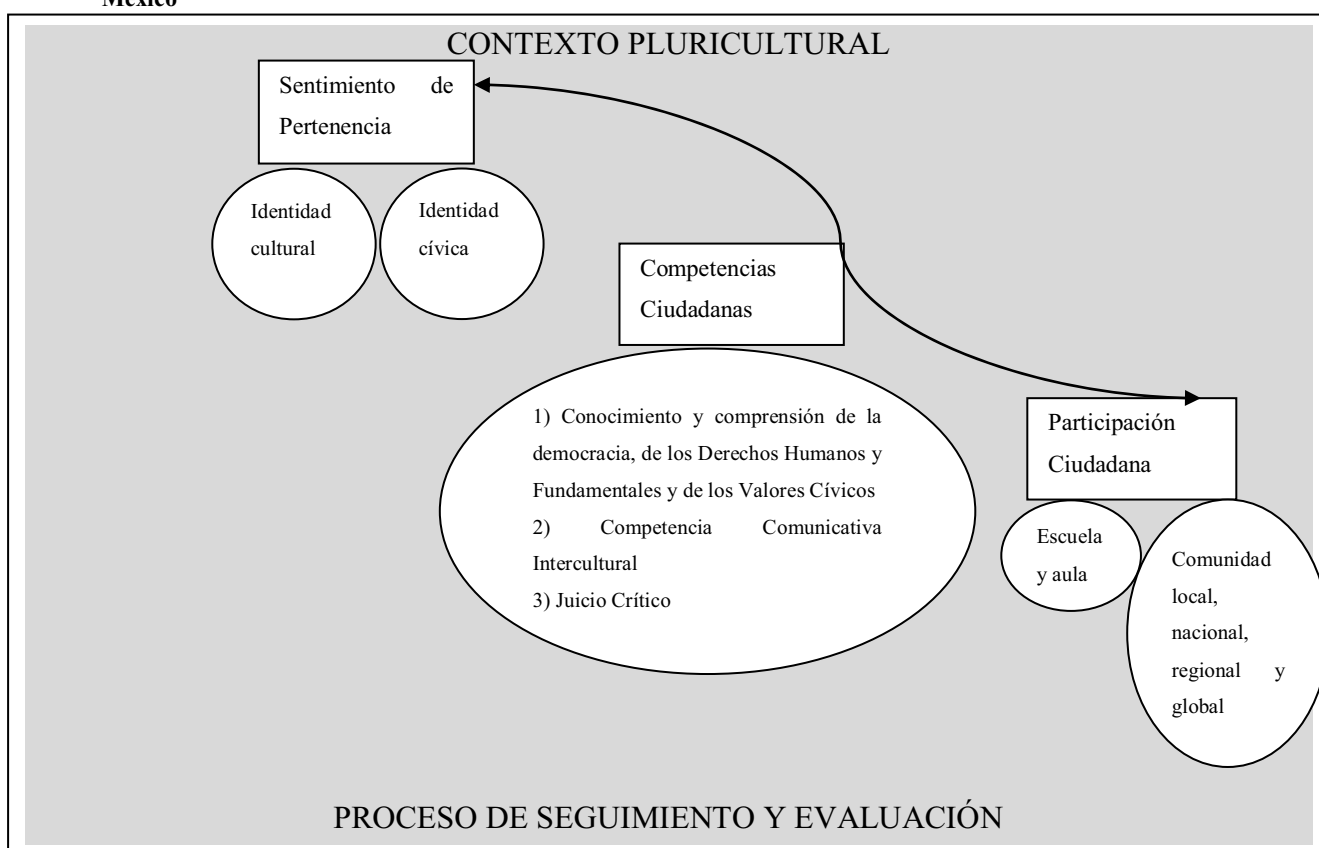 México
CONTEXTO PLURICULTURAL
Sentimiento de
Pertenencia
Identidad
cultural
Identidad
cívica
Competencias
Ciudadanas
1) Conocimiento y comprensión de la
democracia, de los Derechos Humanos y
Fundamentales y de los Valores Cívicos
2) Competencia Comunicativa
Intercultural
3) Juicio Crítico
Participación
Ciudadana
Escuela
y aula
Comunidad
local,
nacional,
regional y
global
PROCESO DE SEGUIMIENTO Y EVALUACIÓN